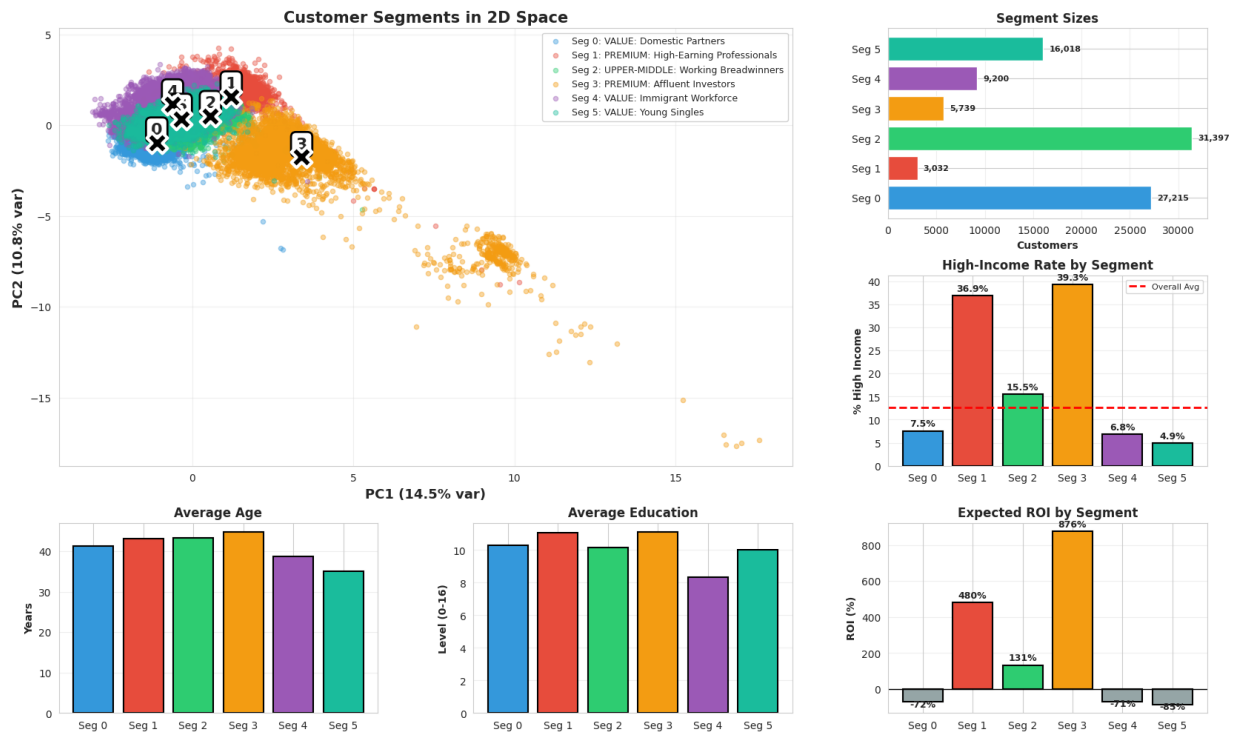 Customer Segments in 2D Space
5
0
−5
−10
−15
PC2 (10.8% var)
0
5
10
15
PC1 (14.5% var)
Seg 0: VALUE: Domestic Partners
Seg 1: PREMIUM: High-Earning Professionals
Seg 2: UPPER-MIDDLE: Working Breadwinners
Seg 3: PREMIUM: Affluent Investors
Seg 4: VALUE: Immigrant Workforce
Seg 5: VALUE: Young Singles
4
1
2
0
3
Segment Sizes
Seg 5
16,018
Seg 4
9,200
Seg 3
5,739
Seg 2
31,397
Seg 1
3,032
Seg 0
27,215
0
5000
10000
15000
20000
25000
30000
Customers
High-Income Rate by Segment
40
35
30
25
20
15
10
5
0
% High Income
Overall Avg
7.5%
36.9%
15.5%
39.3%
6.8%
4.9%
Seg 0
Seg 1
Seg 2
Seg 3
Seg 4
Seg 5
Average Age
40
30
20
10
0
Years
Seg 0
Seg 1
Seg 2
Seg 3
Seg 4
Seg 5
Average Education
10
8
6
4
2
0
Level (0-16)
Seg 0
Seg 1
Seg 2
Seg 3
Seg 4
Seg 5
Expected ROI by Segment
800
600
400
200
0
ROI (%)
-72%
480%
131%
876%
-71%
-85%
Seg 0
Seg 1
Seg 2
Seg 3
Seg 4
Seg 5